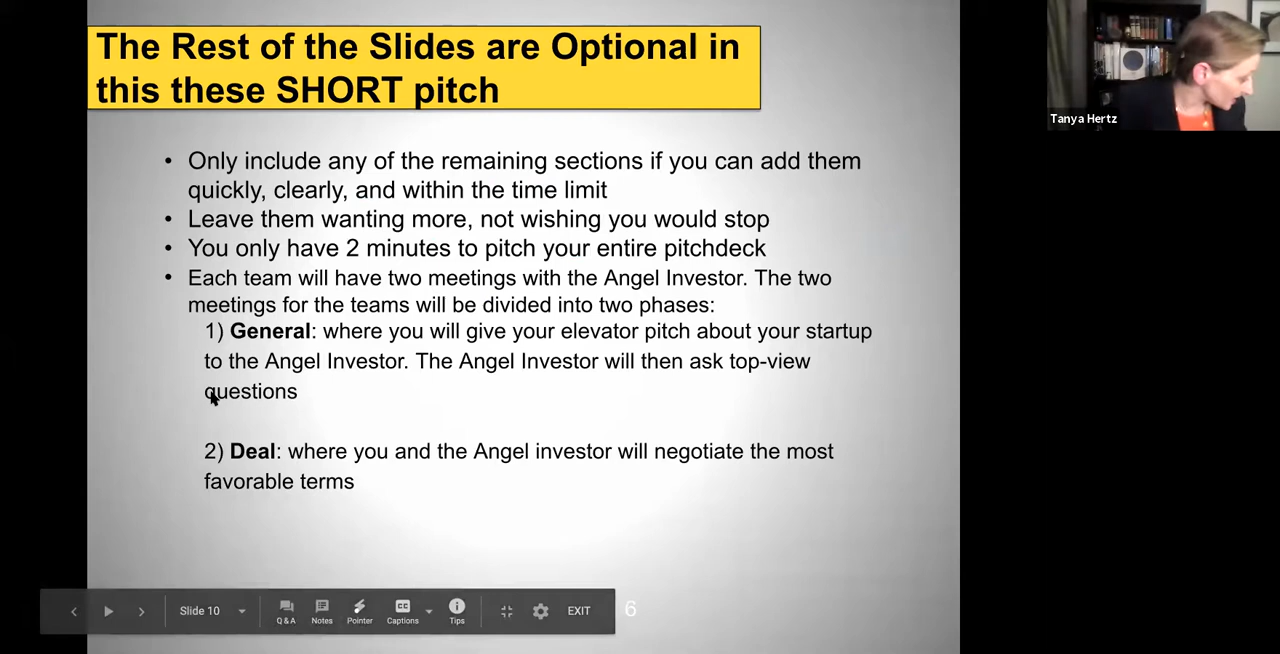 The Rest of the Slides are Optional in
this these SHORT pitch
Tanya Hertz
• Only include any of the remaining sections if you can add them
quickly, clearly, and within the time limit
• Leave them wanting more, not wishing you would stop
• You only have 2 minutes to pitch your entire pitchdeck
• Each team will have two meetings with the Angel Investor. The two
meetings for the teams will be divided into two phases:
1) General: where you will give your elevator pitch about your startup
to the Angel Investor. The Angel Investor will then ask top-view
questions
2) Deal: where you and the Angel investor will negotiate the most
favorable terms
Slide 10
Q&A
Notes
Pointer
CC
Captions
Tips
EXIT
6